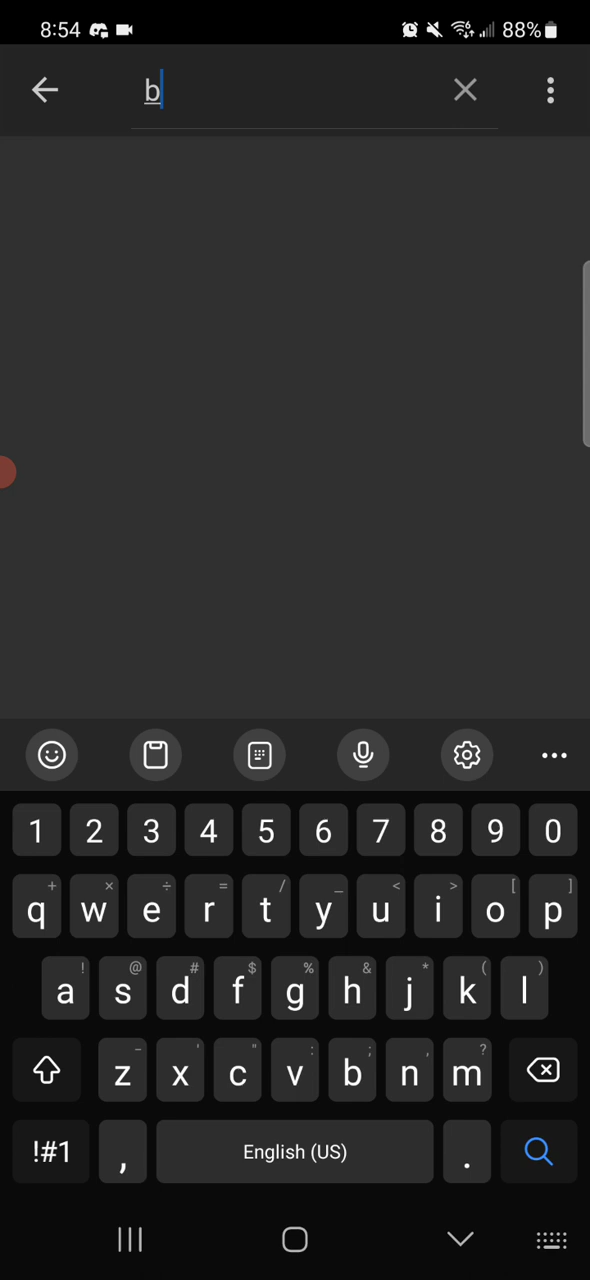 8:54 88%
b
1 2 3 4 5 6 7 8 9 0
+ × ÷ = / _ < > [ ]
q w e r t y u i o p
! @ # $ % & * ( )
a s d f g h j k l
- ' " : ; , ?
z x c v b n m
!#1 , English (US) .